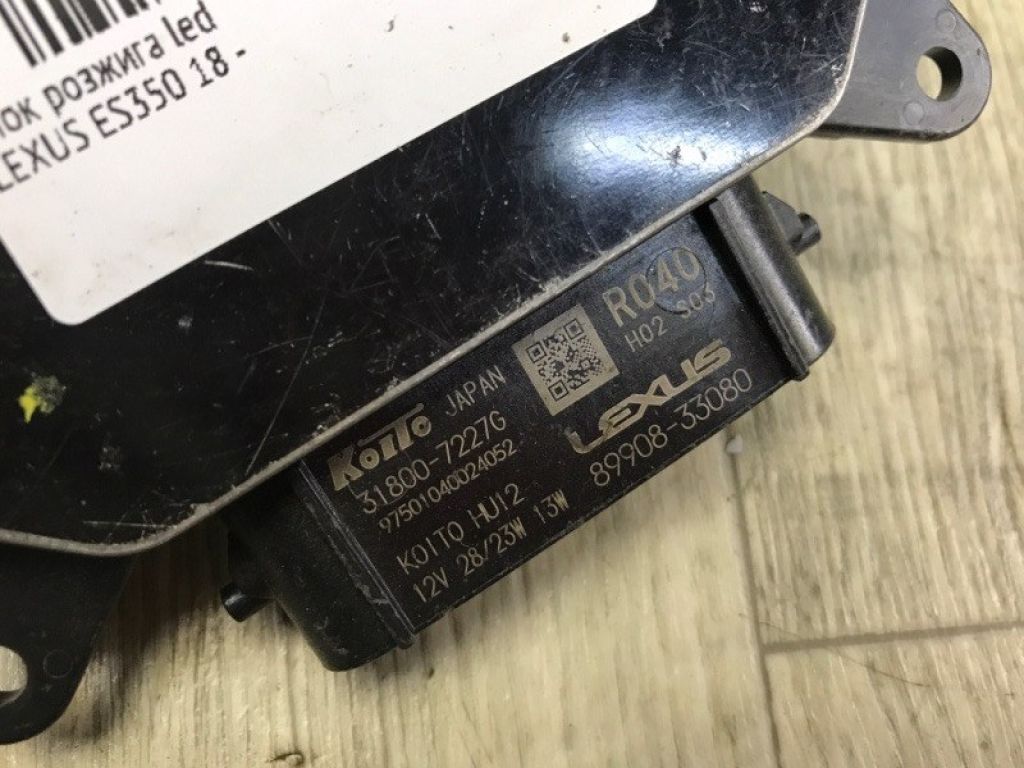 розжига led
LEXUS ES350 18 -
KOITO JAPAN
31800-7227G
97501040024052
KOITO HU12
12V 28/23W 13W
R040
H02 S03
LEXUS
89908-33080